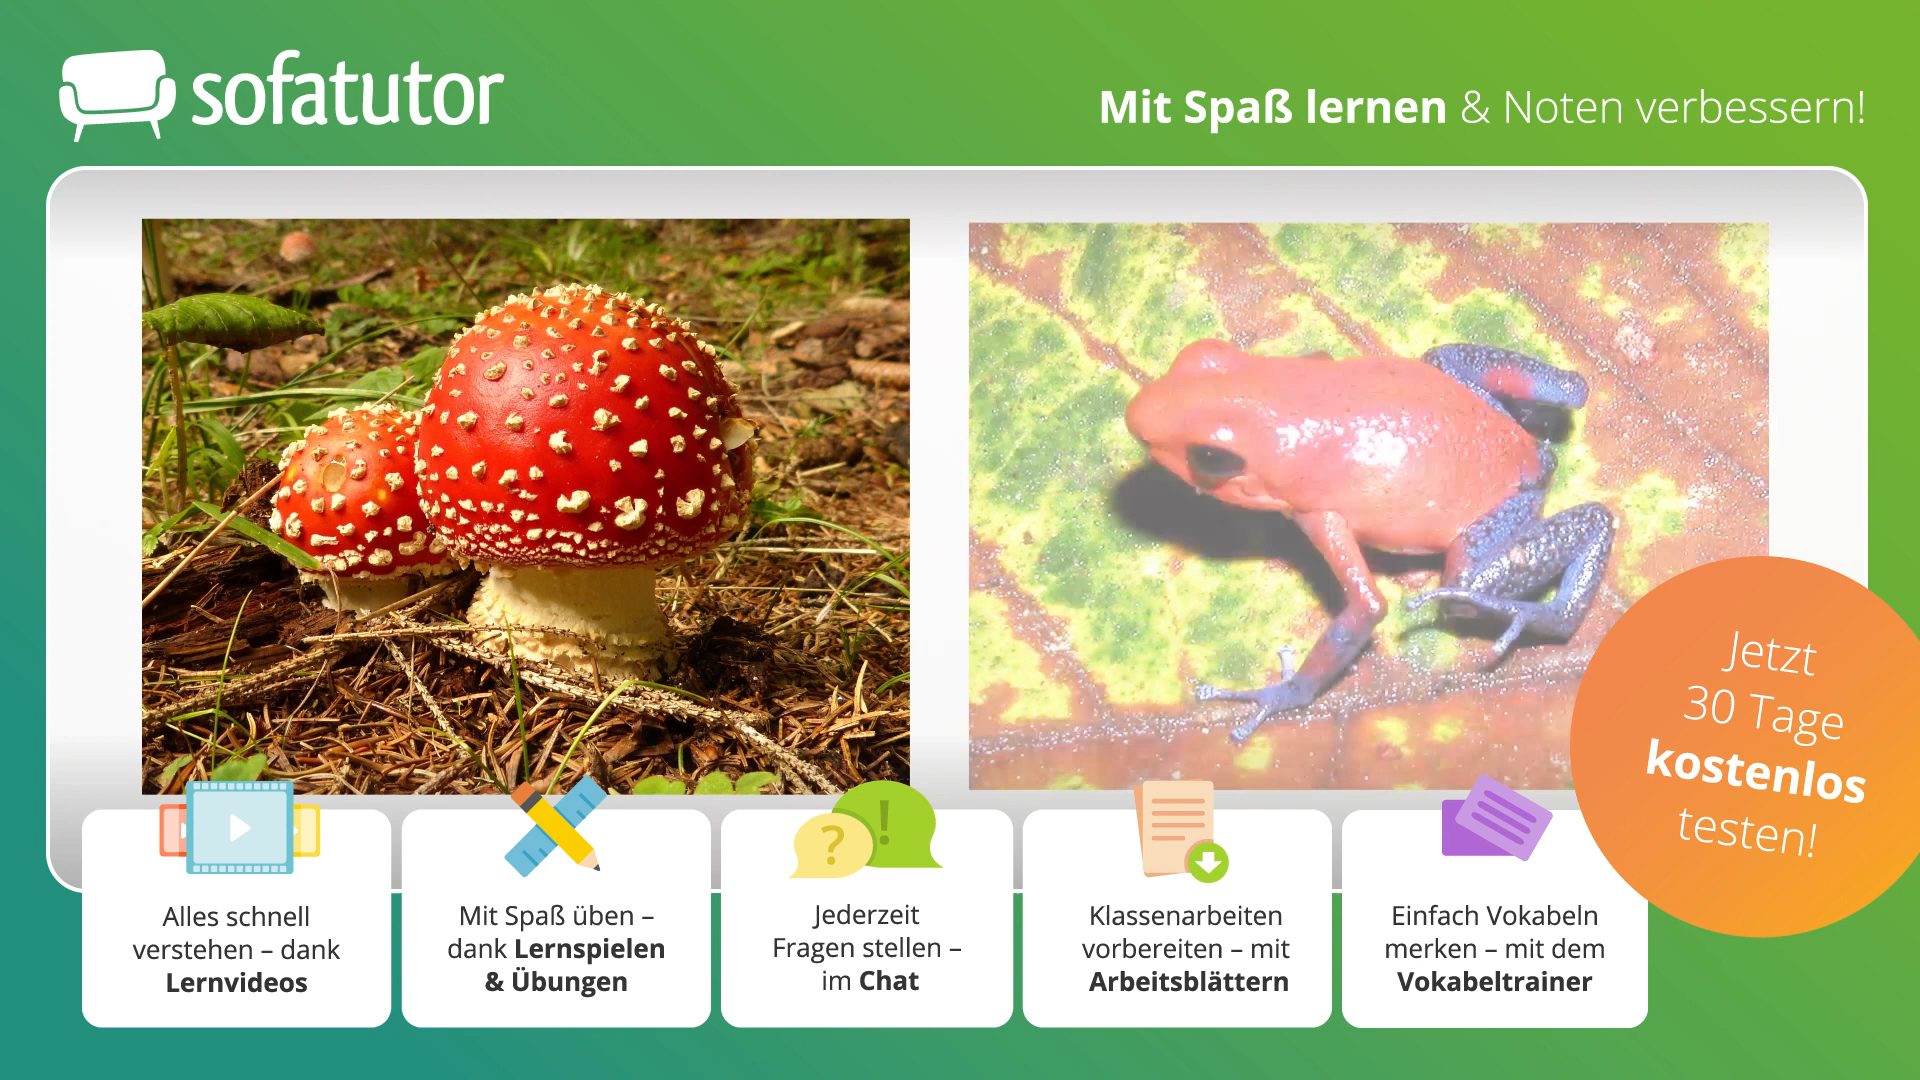 sofatutor
Mit Spaß lernen & Noten verbessern!
Jetzt
30 Tage
kostenlos
testen!
?
!
Alles schnell
verstehen – dank
Lernvideos
Mit Spaß üben –
dank Lernspielen
& Übungen
Jederzeit
Fragen stellen –
im Chat
Klassenarbeiten
vorbereiten – mit
Arbeitsblättern
Einfach Vokabeln
merken – mit dem
Vokabeltrainer